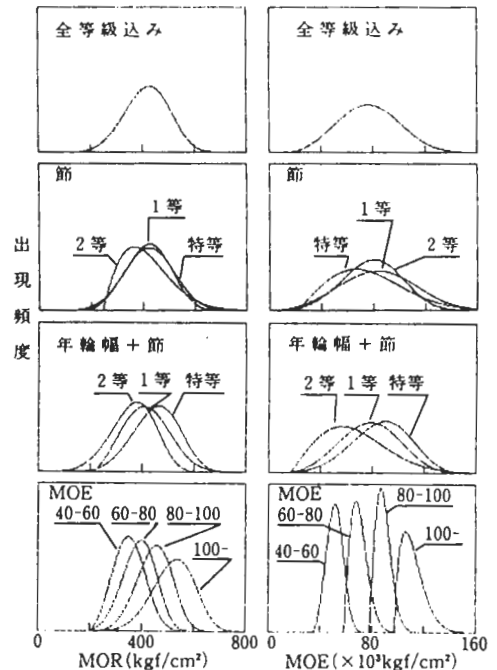 全等級込み
全等級込み
節
1等
2等
特等
節
1等
特等
2等
出現頻度
年輪幅+節
2等 1等 特等
年輪幅+節
2等 1等 特等
MOE
40-60 60-80 80-100
100-
MOE
80-100
60-80
100-
40-60
0 400 800
MOR(kgf/cm²)
0 80 160
MOE(×10³kgf/cm²)